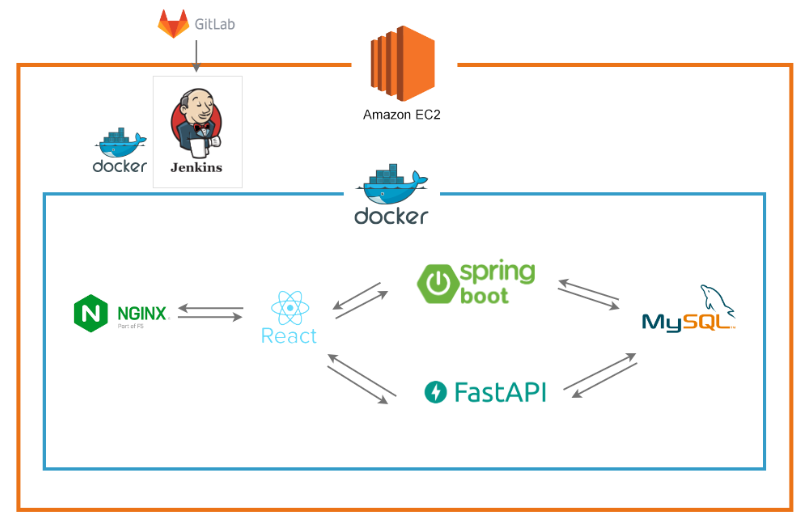 GitLab
Amazon EC2
docker
Jenkins
docker
spring
boot
NGINX
Part of F5
React
MySQL
FastAPI